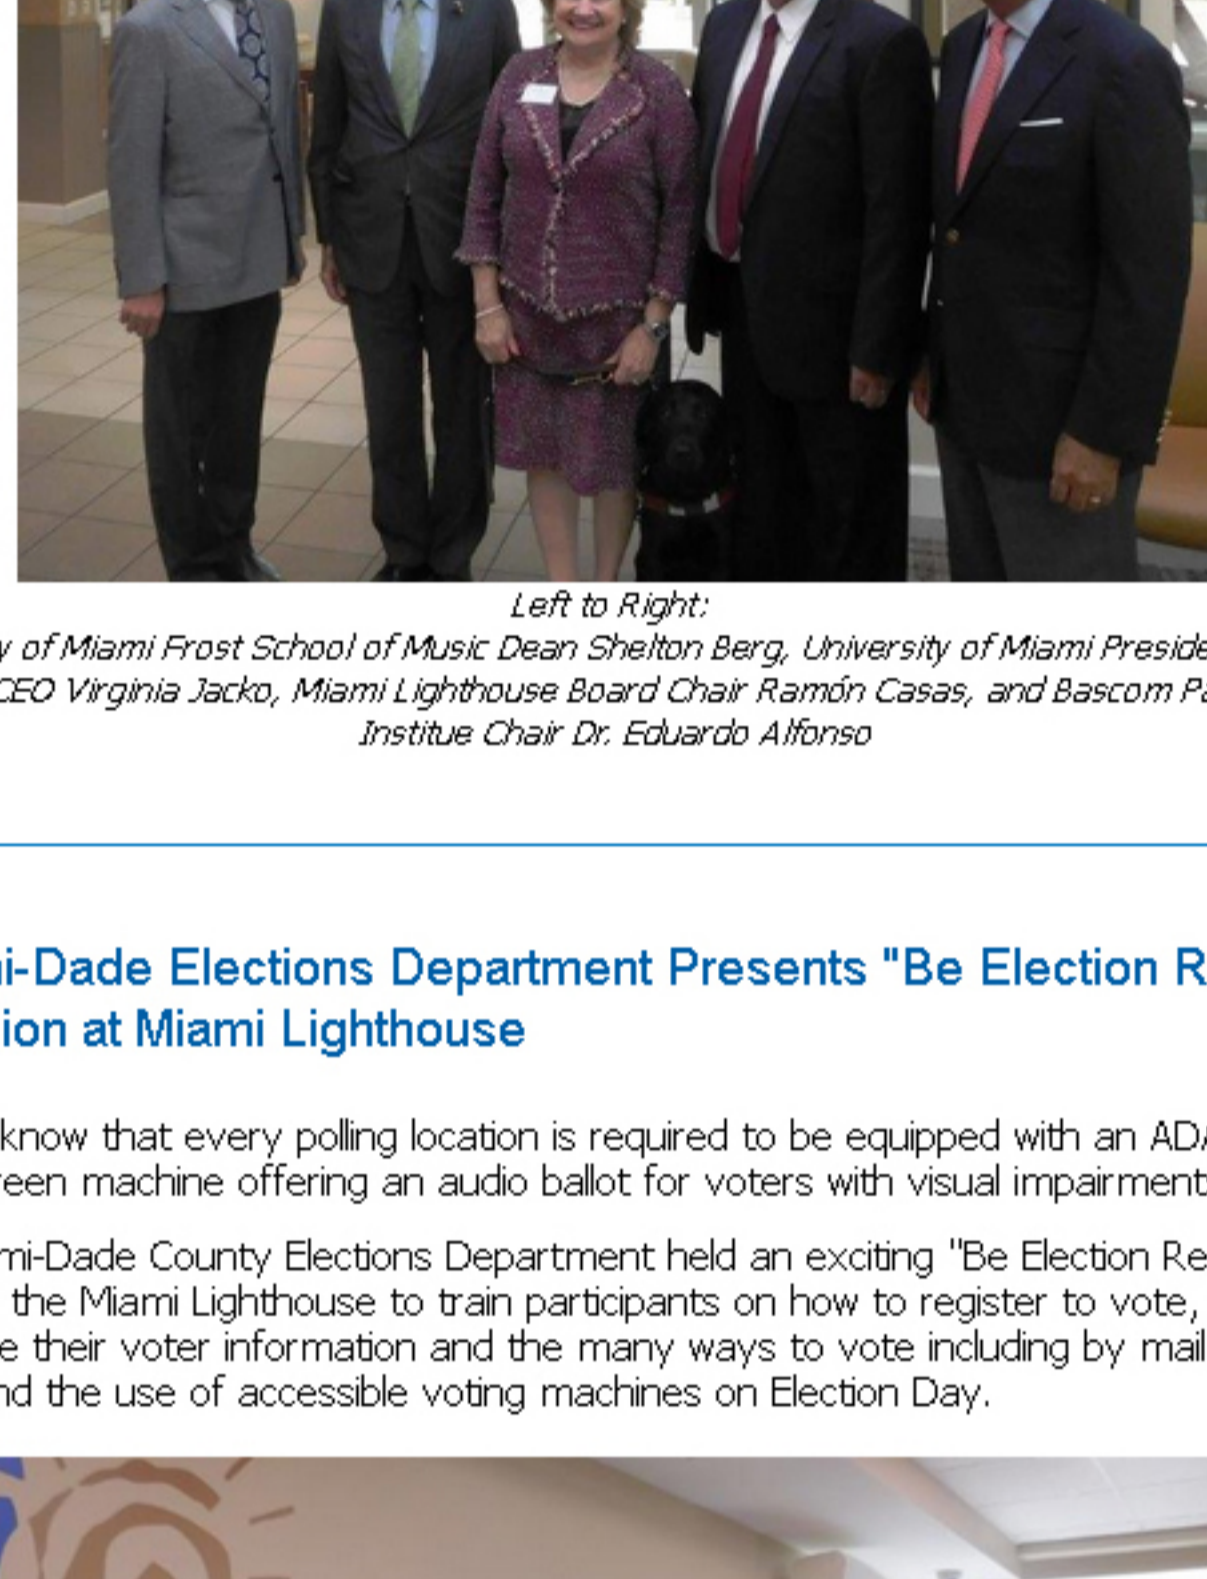 Left to Right:
y of Miami Frost School of Music Dean Shelton Berg, University of Miami Preside
CEO Virginia Jacko, Miami Lighthouse Board Chair Ramón Casas, and Bascom Pa
Institue Chair Dr. Eduardo Alfonso
i-Dade Elections Department Presents "Be Election R
ion at Miami Lighthouse
know that every polling location is required to be equipped with an ADA
reen machine offering an audio ballot for voters with visual impairment
mi-Dade County Elections Department held an exciting "Be Election Re
the Miami Lighthouse to train participants on how to register to vote,
e their voter information and the many ways to vote including by mail
nd the use of accessible voting machines on Election Day.